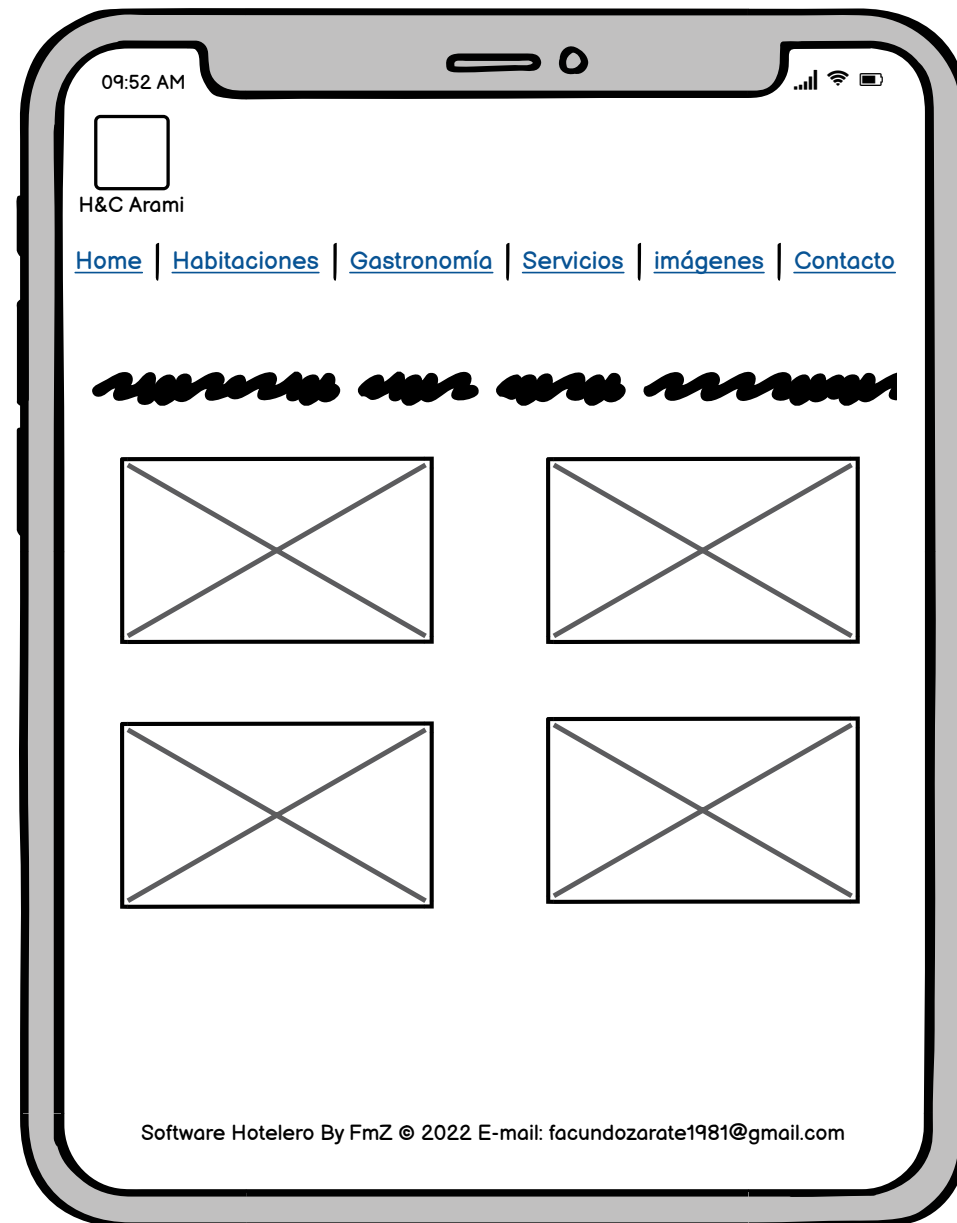 09:52 AM
H&C Arami
Home | Habitaciones | Gastronomía | Servicios | imágenes | Contacto
Software Hotelero By FmZ © 2022 E-mail: facundozarate1981@gmail.com